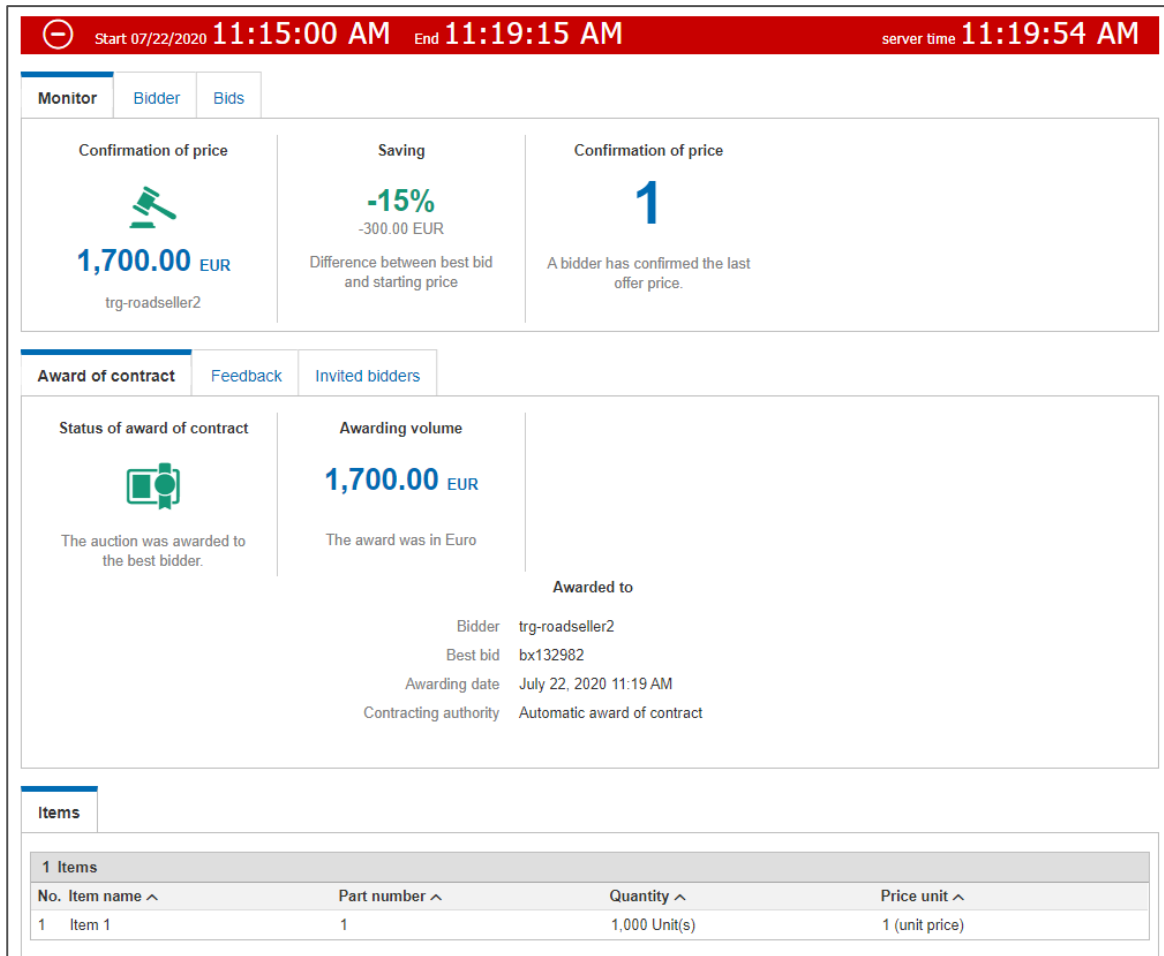 Start 07/22/2020 11:15:00 AM End 11:19:15 AM server time 11:19:54 AM
Monitor Bidder Bids
Confirmation of price
1,700.00 EUR
trg-roadseller2
Saving
-15%
-300.00 EUR
Difference between best bid
and starting price
Confirmation of price
1
A bidder has confirmed the last
offer price.
Award of contract Feedback Invited bidders
Status of award of contract
The auction was awarded to
the best bidder.
Awarding volume
1,700.00 EUR
The award was in Euro
Awarded to
Bidder trg-roadseller2
Best bid bx132982
Awarding date July 22, 2020 11:19 AM
Contracting authority Automatic award of contract
Items
1 Items
No. Item name Part number Quantity Price unit
1 Item 1 1 1,000 Unit(s) 1 (unit price)